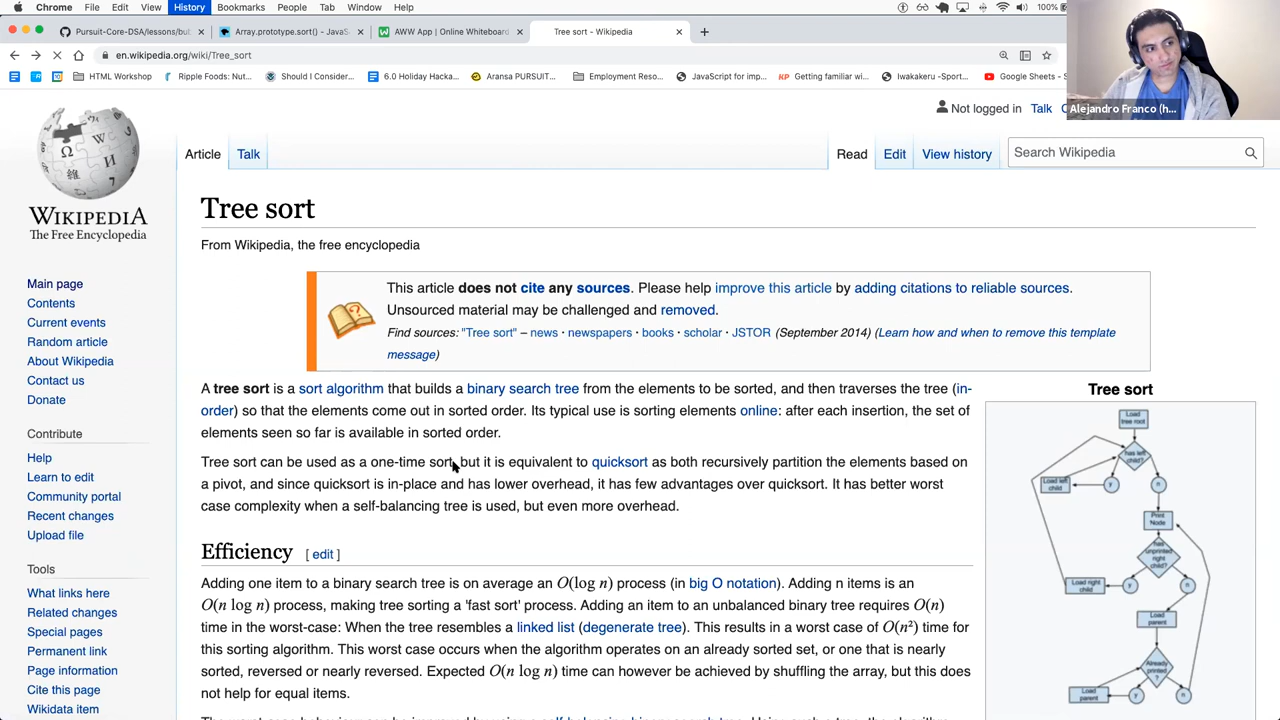 Chrome File Edit View History Bookmarks People Tab Window Help 100%
Pursuit-Core-DSA/lessons/bu Array.prototype.sort() - JavaS AWW App | Online Whiteboard Tree sort - Wikipedia
en.wikipedia.org/wiki/Tree_sort
HTML Workshop Ripple Foods: Nut... Should I Consider... 6.0 Holiday Hacka... Aransa PURSUIT... Employment Reso... JavaScript for imp... Getting familiar wi... Iwakakeru -Sport... Google Sheets - S
Alejandro Franco (h...
Not logged in Talk
Article Talk Read Edit View history Search Wikipedia
WIKIPEDIA
The Free Encyclopedia
Main page
Contents
Current events
Random article
About Wikipedia
Contact us
Donate
Contribute
Help
Learn to edit
Community portal
Recent changes
Upload file
Tools
What links here
Related changes
Special pages
Permanent link
Page information
Cite this page
Wikidata item
Tree sort
From Wikipedia, the free encyclopedia
This article does not cite any sources. Please help improve this article by adding citations to reliable sources.
Unsourced material may be challenged and removed.
Find sources: "Tree sort" – news · newspapers · books · scholar · JSTOR (September 2014) (Learn how and when to remove this template
message)
A tree sort is a sort algorithm that builds a binary search tree from the elements to be sorted, and then traverses the tree (in-
order) so that the elements come out in sorted order. Its typical use is sorting elements online: after each insertion, the set of
elements seen so far is available in sorted order.
Tree sort can be used as a one-time sort, but it is equivalent to quicksort as both recursively partition the elements based on
a pivot, and since quicksort is in-place and has lower overhead, it has few advantages over quicksort. It has better worst
case complexity when a self-balancing tree is used, but even more overhead.
Efficiency [ edit ]
Adding one item to a binary search tree is on average an O(log n) process (in big O notation). Adding n items is an
O(n log n) process, making tree sorting a 'fast sort' process. Adding an item to an unbalanced binary tree requires O(n)
time in the worst-case: When the tree resembles a linked list (degenerate tree). This results in a worst case of O(n²) time for
this sorting algorithm. This worst case occurs when the algorithm operates on an already sorted set, or one that is nearly
sorted, reversed or nearly reversed. Expected O(n log n) time can however be achieved by shuffling the array, but this does
not help for equal items.
Tree sort
Load
tree root
has left
child?
Load left
child
y
n
Print
Node
has
unprinted
right
child?
Load right
child
y
n
Load
parent
Already
printed
?
Load
parent
y
n